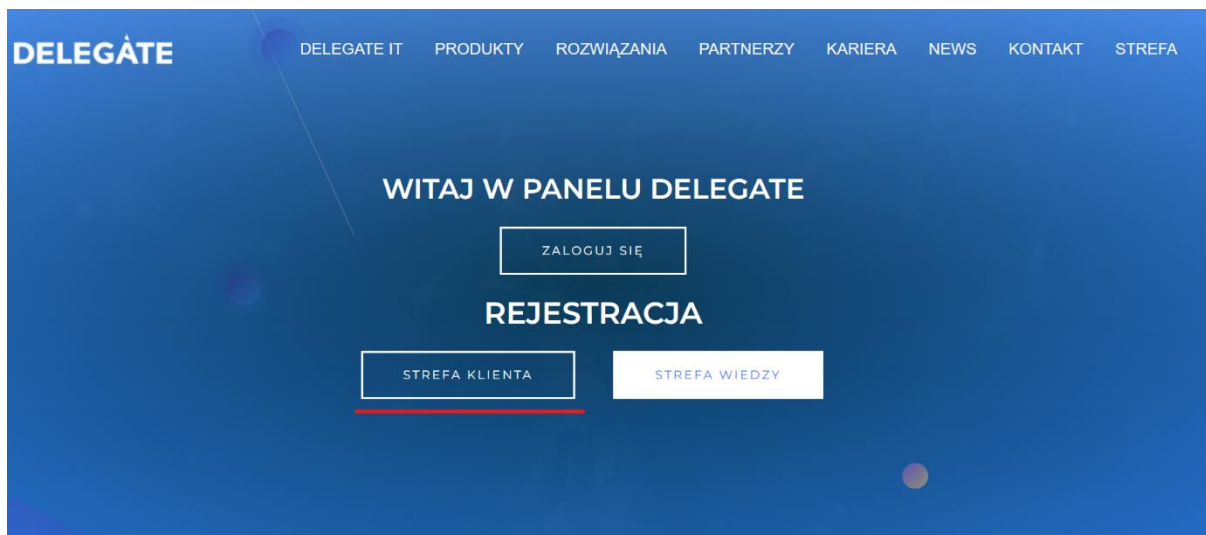 DELEGATE DELEGATE IT PRODUKTY ROZWIĄZANIA PARTNERZY KARIERA NEWS KONTAKT STREFA
WITAJ W PANELU DELEGATE
ZALOGUJ SIĘ
REJESTRACJA
STREFA KLIENTA STREFA WIEDZY